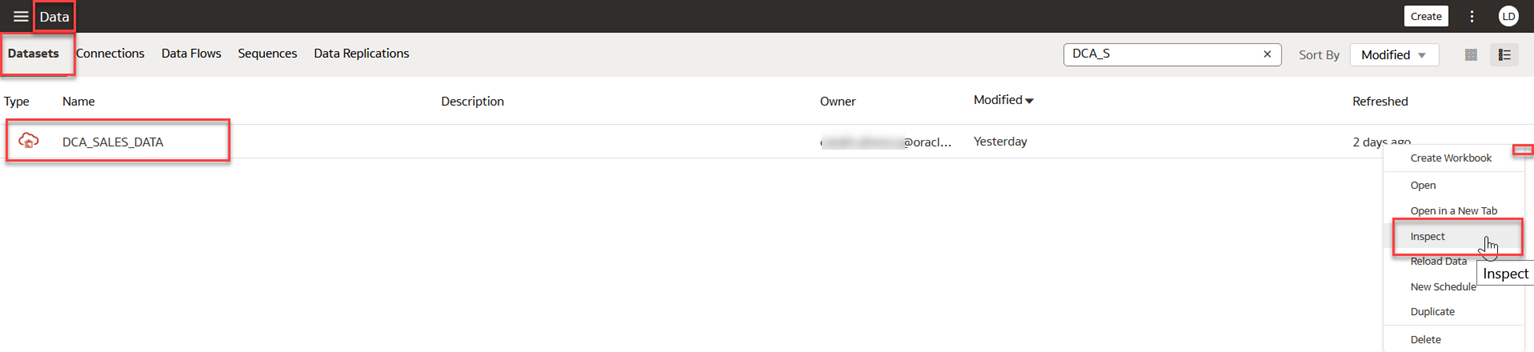 Data Create LD
Datasets Connections Data Flows Sequences Data Replications DCA_S Sort By Modified
Type Name Description Owner Modified Refreshed
DCA_SALES_DATA @oracl... Yesterday 2 days ago
Create Workbook
Open
Open in a New Tab
Inspect
Reload Data
Inspect
New Schedule
Duplicate
Delete